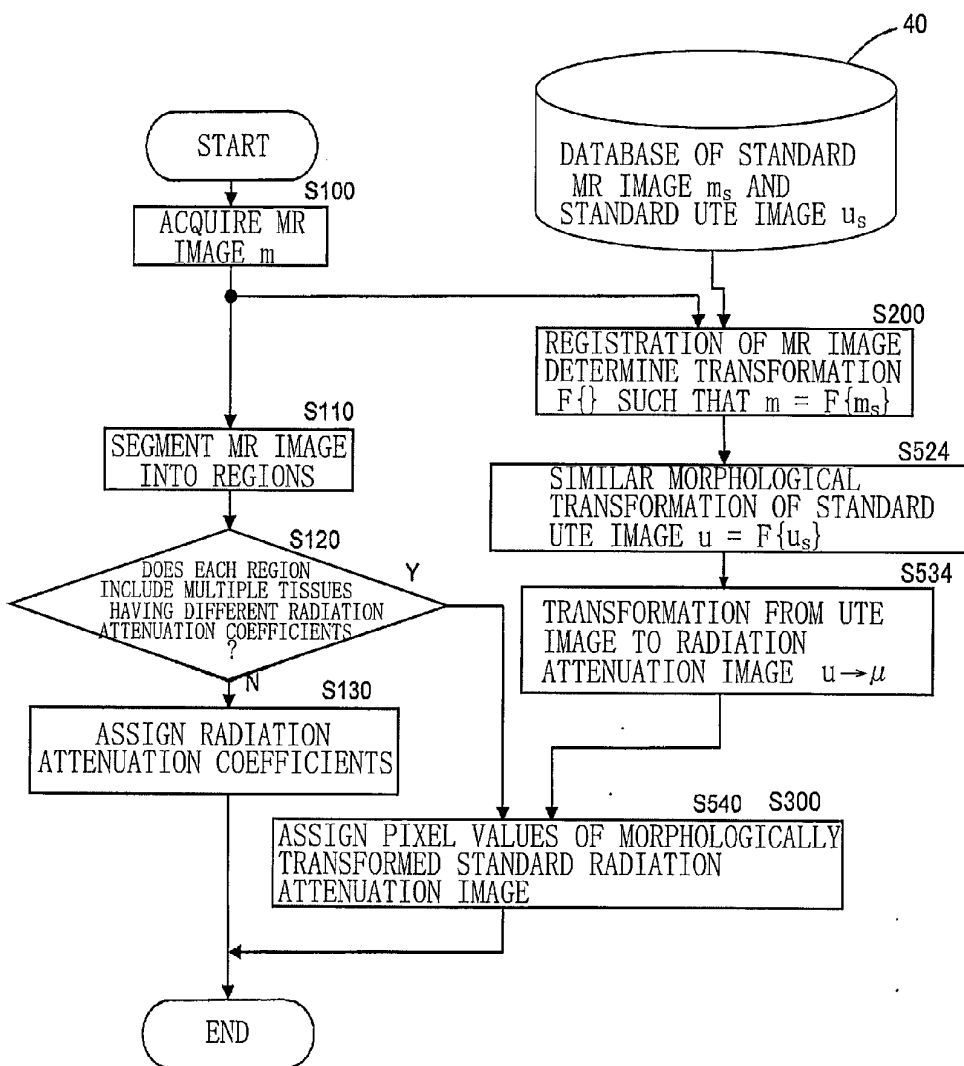 40
START
DATABASE OF STANDARD
MR IMAGE mₛ AND
STANDARD UTE IMAGE uₛ
S100
ACQUIRE MR
IMAGE m
S200
REGISTRATION OF MR IMAGE
DETERMINE TRANSFORMATION
F{} SUCH THAT m = F{mₛ}
S110
SEGMENT MR IMAGE
INTO REGIONS
S524
SIMILAR MORPHOLOGICAL
TRANSFORMATION OF STANDARD
UTE IMAGE u = F{uₛ}
S120
DOES EACH REGION
INCLUDE MULTIPLE TISSUES
HAVING DIFFERENT RADIATION
ATTENUATION COEFFICIENTS
?
Y
N
S534
TRANSFORMATION FROM UTE
IMAGE TO RADIATION
ATTENUATION IMAGE u→μ
S130
ASSIGN RADIATION
ATTENUATION COEFFICIENTS
S540 S300
ASSIGN PIXEL VALUES OF MORPHOLOGICALLY
TRANSFORMED STANDARD RADIATION
ATTENUATION IMAGE
END